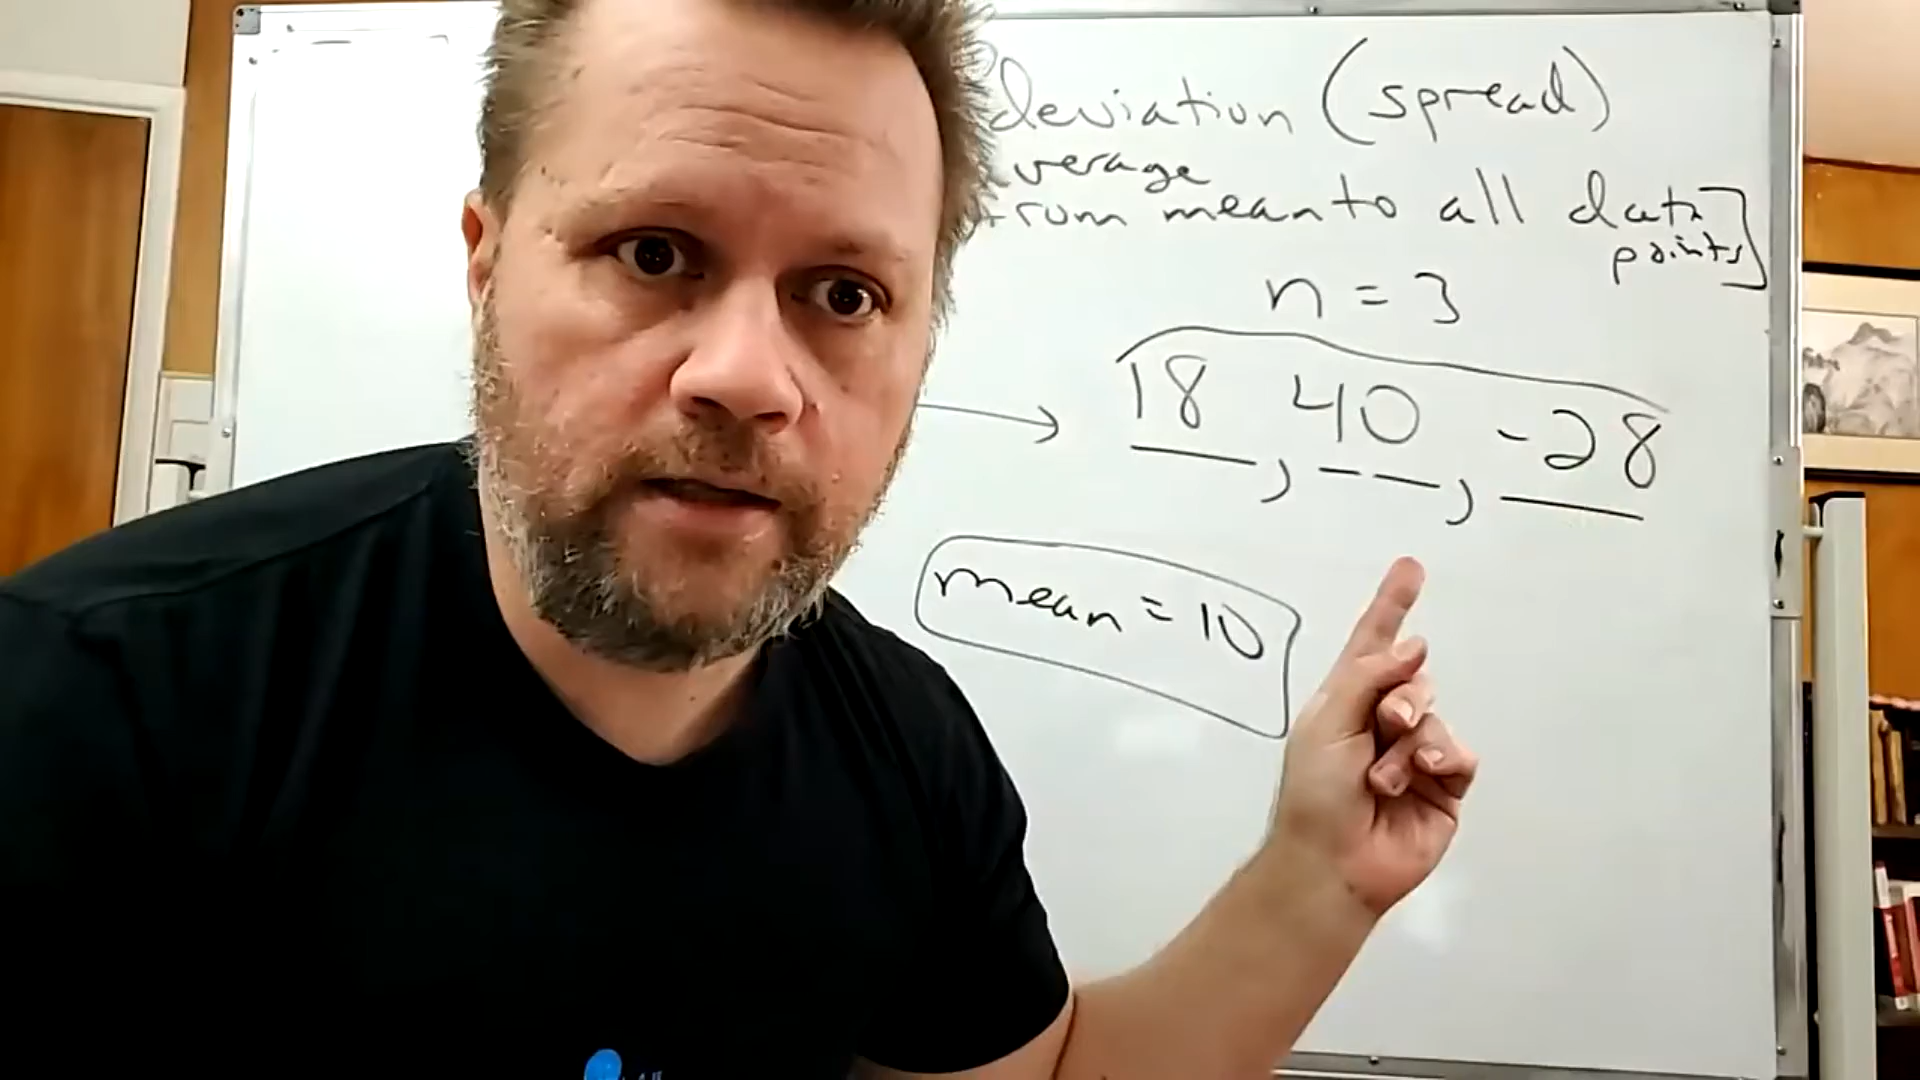 deviation (spread)
average
from mean to all data
points]
n = 3
18, 40, -28
mean = 10